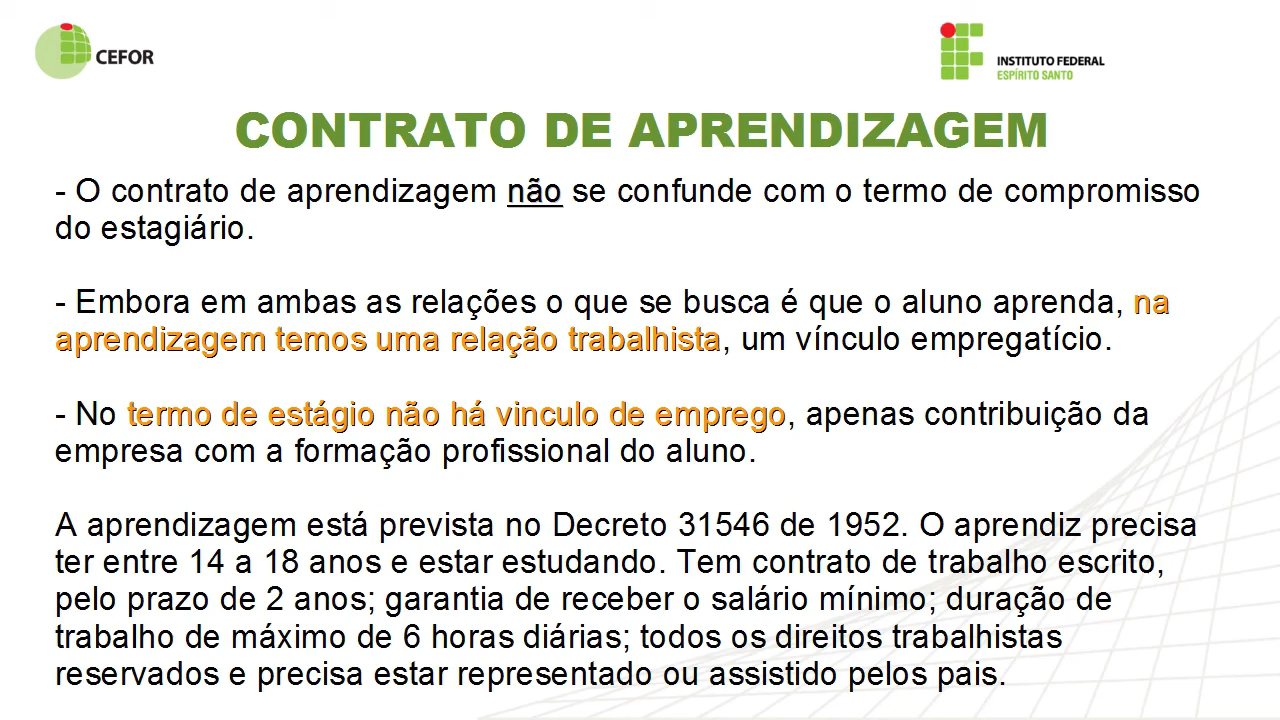 CEFOR
INSTITUTO FEDERAL
ESPÍRITO SANTO
CONTRATO DE APRENDIZAGEM
- O contrato de aprendizagem não se confunde com o termo de compromisso
do estagiário.
- Embora em ambas as relações o que se busca é que o aluno aprenda, na
aprendizagem temos uma relação trabalhista, um vínculo empregatício.
- No termo de estágio não há vinculo de emprego, apenas contribuição da
empresa com a formação profissional do aluno.
A aprendizagem está prevista no Decreto 31546 de 1952. O aprendiz precisa
ter entre 14 a 18 anos e estar estudando. Tem contrato de trabalho escrito,
pelo prazo de 2 anos; garantia de receber o salário mínimo; duração de
trabalho de máximo de 6 horas diárias; todos os direitos trabalhistas
reservados e precisa estar representado ou assistido pelos pais.